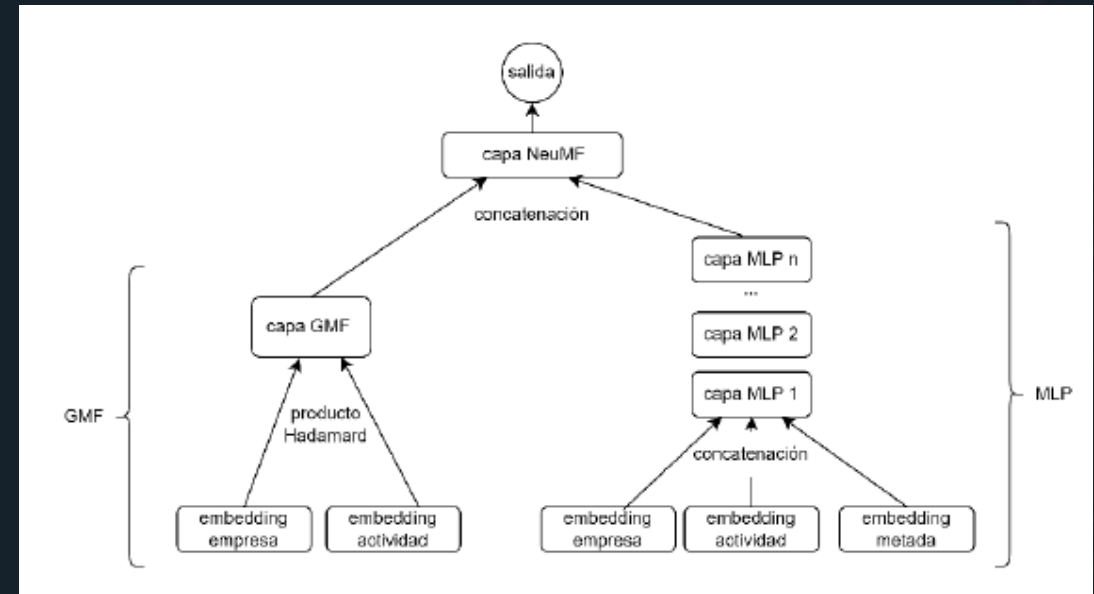 salida
capa NeuMF
concatenación
capa MLP n
...
capa GMF
capa MLP 2
capa MLP 1
GMF
MLP
producto
Hadamard
concatenación
embedding
empresa
embedding
actividad
embedding
empresa
embedding
actividad
embedding
metada